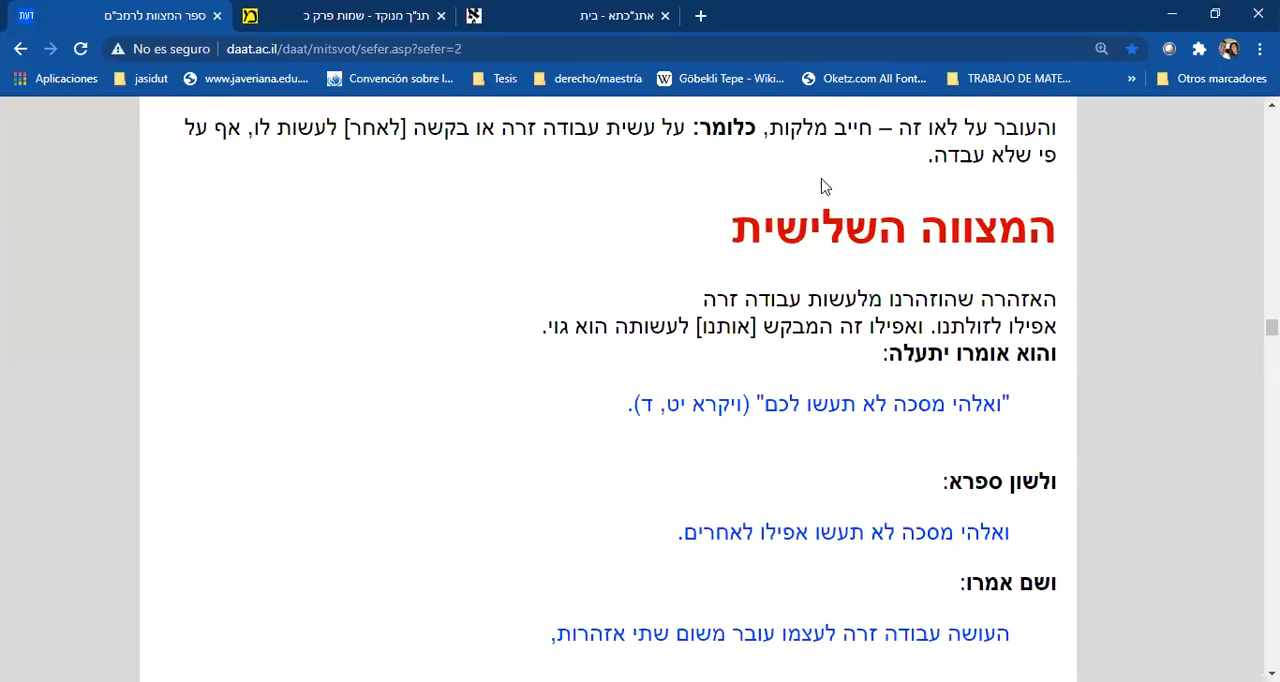 ספר המצוות לרמב"ם
תנ"ך מנוקד - שמות פרק כ
אתנ"כתא - בית
No es seguro
daat.ac.il/daat/mitsvot/sefer.asp?sefer=2
Aplicaciones
jasidut
www.javeriana.edu....
Convención sobre l...
Tesis
derecho/maestría
Göbekli Tepe - Wiki...
Oketz.com All Font...
TRABAJO DE MATE...
»
Otros marcadores
והעובר על לאו זה – חייב מלקות, כלומר: על עשית עבודה זרה או בקשה [לאחר] לעשות לו, אף על
פי שלא עבדה.
המצווה השלישית
האזהרה שהוזהרנו מלעשות עבודה זרה
אפילו לזולתנו. ואפילו זה המבקש [אותנו] לעשותה הוא גוי.
והוא אומרו יתעלה:
"ואלהי מסכה לא תעשו לכם" (ויקרא יט, ד).
ולשון ספרא:
ואלהי מסכה לא תעשו אפילו לאחרים.
ושם אמרו:
העושה עבודה זרה לעצמו עובר משום שתי אזהרות,